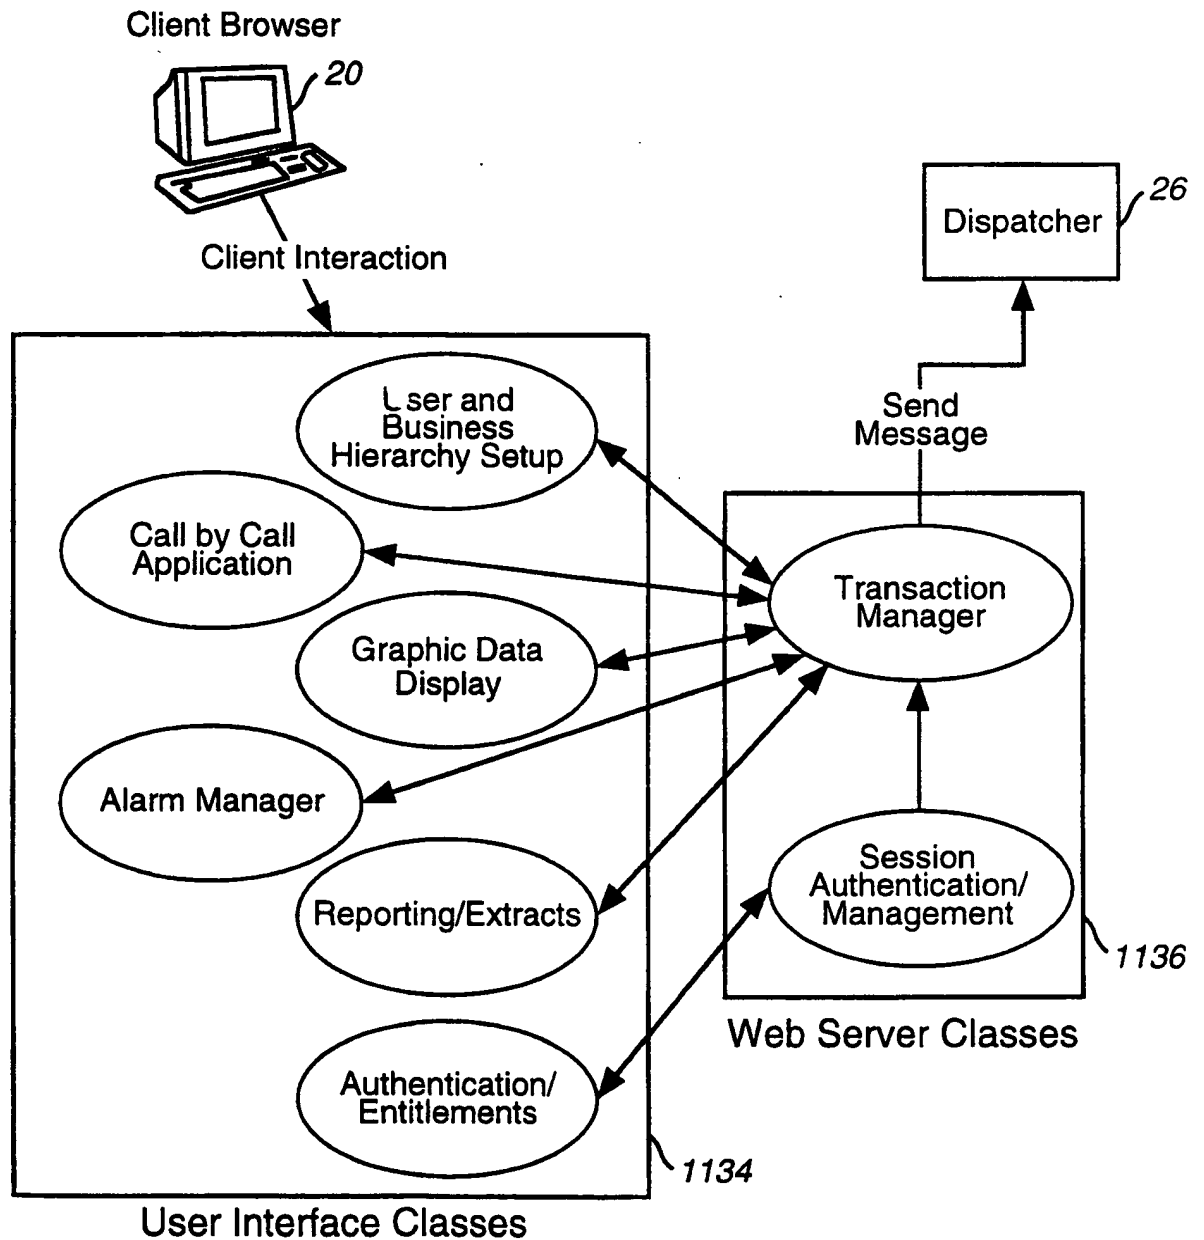 Client Browser
20
Client Interaction
Dispatcher
26
Send
Message
User and
Business
Hierarchy Setup
Call by Call
Application
Graphic Data
Display
Alarm Manager
Reporting/Extracts
Authentication/
Entitlements
1134
User Interface Classes
Transaction
Manager
Session
Authentication/
Management
1136
Web Server Classes